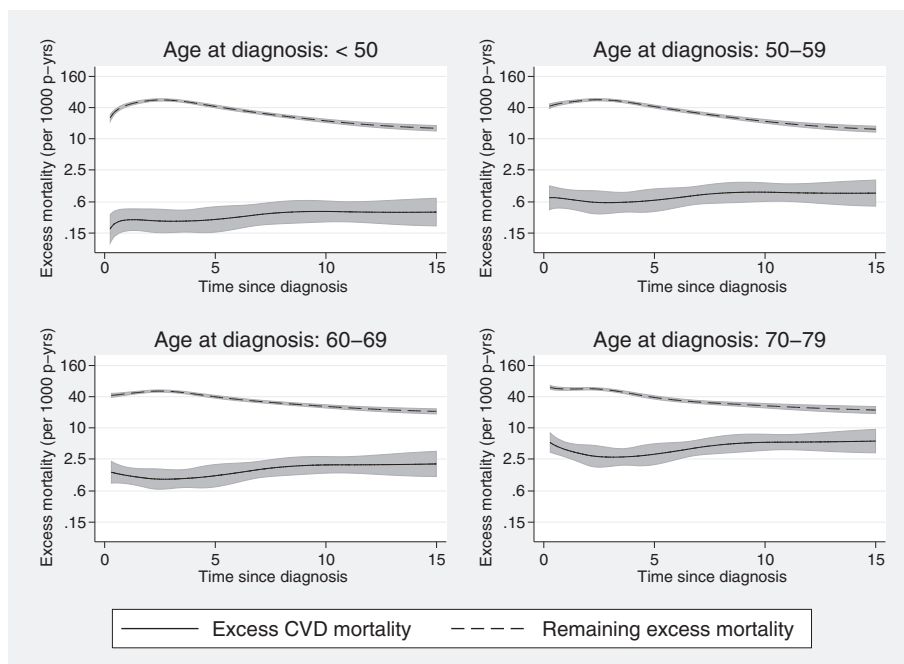 Age at diagnosis: < 50
Excess mortality (per 1000 p–yrs)
160
40
10
2.5
.6
.15
0 5 10 15
Time since diagnosis
Age at diagnosis: 50–59
Excess mortality (per 1000 p–yrs)
160
40
10
2.5
.6
.15
0 5 10 15
Time since diagnosis
Age at diagnosis: 60–69
Excess mortality (per 1000 p–yrs)
160
40
10
2.5
.6
.15
0 5 10 15
Time since diagnosis
Age at diagnosis: 70–79
Excess mortality (per 1000 p–yrs)
160
40
10
2.5
.6
.15
0 5 10 15
Time since diagnosis
Excess CVD mortality Remaining excess mortality